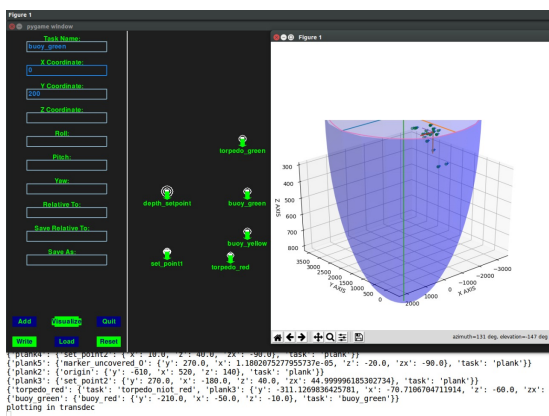 Figure 1
pygame window
Task Name:
buoy_green
X Coordinate:
0
Y Coordinate:
200
Z Coordinate:
Roll:
Pitch:
Yaw:
Relative To:
Save Relative To:
Save As:
Add Visualize Quit
Write Load Reset
torpedo_green
depth_setpoint
buoy_green
buoy_yellow
set_point1
torpedo_red
Figure 1
300
400
500
600
700
800
Z AXIS
3500
3000
2500
2000
1500
1000
500
0
Y AXIS
2000
1000
0
−1000
−2000
−3000
X AXIS
azimuth=131 deg, elevation=-147 deg
{'plank4': {'set_point2': {'x': 10.0, 'z': 40.0, 'zx': -90.0}, 'task': 'plank'}}
{'plank5': {'marker_uncovered_0': {'y': 270.0, 'x': 1.1802075277955737e-05, 'z': -20.0, 'zx': -90.0}, 'task': 'plank'}}
{'plank2': {'origin': {'y': -610, 'x': 520, 'z': 140}, 'task': 'plank'}}
{'plank3': {'set_point2': {'y': 270.0, 'x': -180.0, 'z': 40.0, 'zx': 44.999996185302734}, 'task': 'plank'}}
{'torpedo_red': {'task': 'torpedo_niot_red', 'plank3': {'y': -311.1269836425781, 'x': -70.7106704711914, 'z': -60.0, 'zx':
{'buoy_green': {'buoy_red': {'y': -210.0, 'x': -50.0, 'z': -10.0}, 'task': 'buoy_green'}}
plotting in transdec